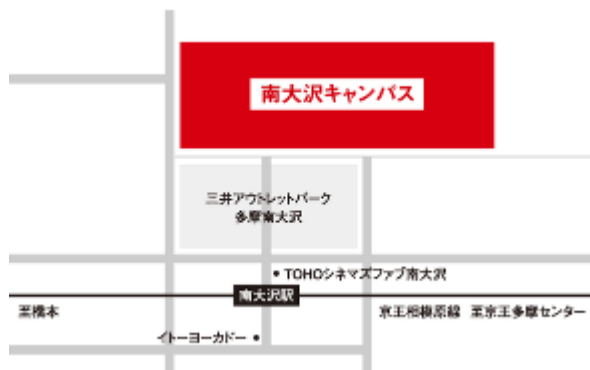 南大沢キャンパス
三井アウトレットパーク
多摩南大沢
• TOHOシネマズファブ南大沢
南大沢駅
至橋本
京王相模原線 至京王多摩センター
イトーヨーカドー •